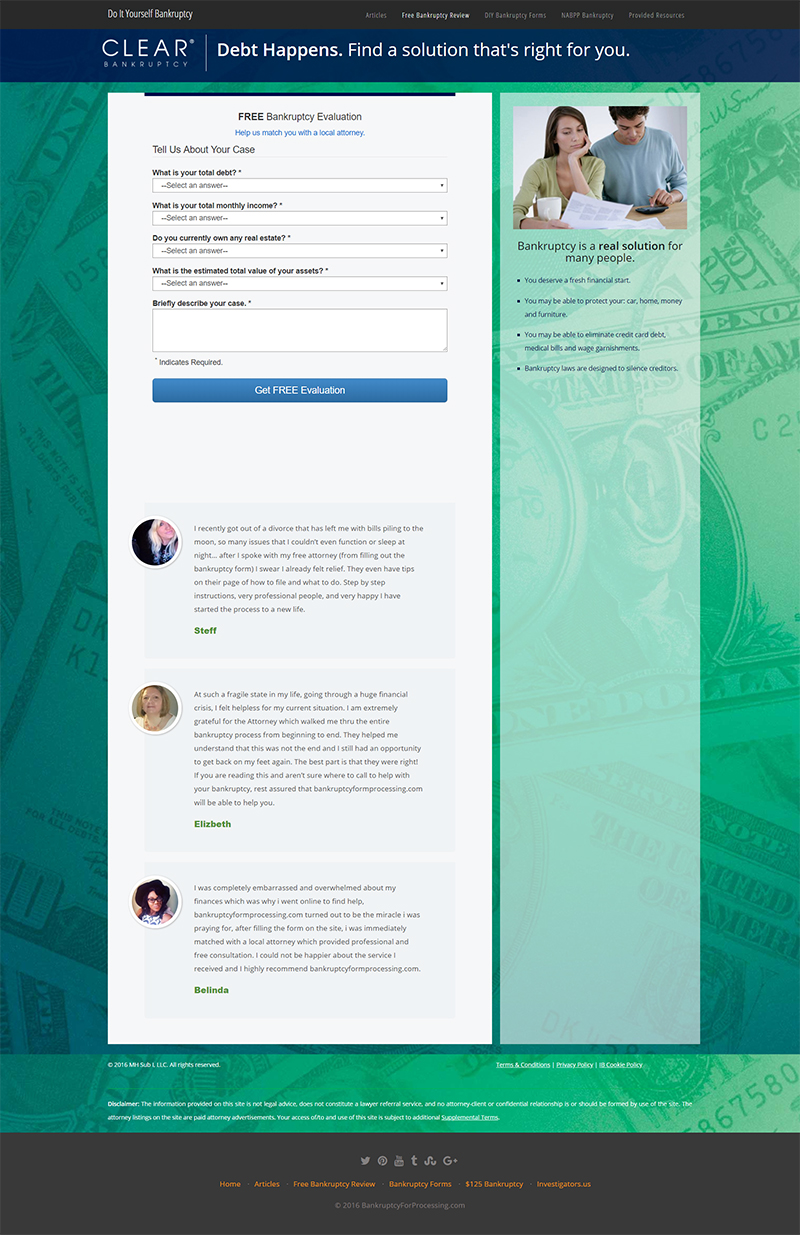 Do It Yourself Bankruptcy
Articles Free Bankruptcy Review DIY Bankruptcy Forms NABPP Bankruptcy Provided Resources
CLEAR®
BANKRUPTCY
Debt Happens. Find a solution that's right for you.
FREE Bankruptcy Evaluation
Help us match you with a local attorney.
Tell Us About Your Case
What is your total debt? *
--Select an answer--
What is your total monthly income? *
--Select an answer--
Do you currently own any real estate? *
--Select an answer--
What is the estimated total value of your assets? *
--Select an answer--
Briefly describe your case. *
* Indicates Required.
Get FREE Evaluation
Bankruptcy is a real solution for
many people.
You deserve a fresh financial start.
You may be able to protect your: car, home, money
and furniture.
You may be able to eliminate credit card debt,
medical bills and wage garnishments.
Bankruptcy laws are designed to silence creditors.
I recently got out of a divorce that has left me with bills piling to the
moon, so many issues that I couldn't even function or sleep at
night... after I spoke with my free attorney (from filling out the
bankruptcy form) I swear I already felt relief. They even have tips
on their page of how to file and what to do. Step by step
instructions, very professional people, and very happy I have
started the process to a new life.
Steff
At such a fragile state in my life, going through a huge financial
crisis, I felt helpless for my current situation. I am extremely
grateful for the Attorney which walked me thru the entire
bankruptcy process from beginning to end. They helped me
understand that this was not the end and I still had an opportunity
to get back on my feet again. The best part is that they were right!
If you are reading this and aren't sure where to call to help with
your bankruptcy, rest assured that bankruptcyformprocessing.com
will be able to help you.
Elizbeth
I was completely embarrassed and overwhelmed about my
finances which was why i went online to find help,
bankruptcyformprocessing.com turned out to be the miracle i was
praying for, after filling the form on the site, i was immediately
matched with a local attorney which provided professional and
free consultation. I could not be happier about the service I
received and I highly recommend bankruptcyformprocessing.com.
Belinda
© 2016 MH Sub I, LLC. All rights reserved.
Terms & Conditions | Privacy Policy | IB Cookie Policy
Disclaimer: The information provided on this site is not legal advice, does not constitute a lawyer referral service, and no attorney-client or confidential relationship is or should be formed by use of the site. The
attorney listings on the site are paid attorney advertisements. Your access of/to and use of this site is subject to additional Supplemental Terms.
Home · Articles · Free Bankruptcy Review · Bankruptcy Forms · $125 Bankruptcy · Investigators.us
© 2016 BankruptcyForProcessing.com